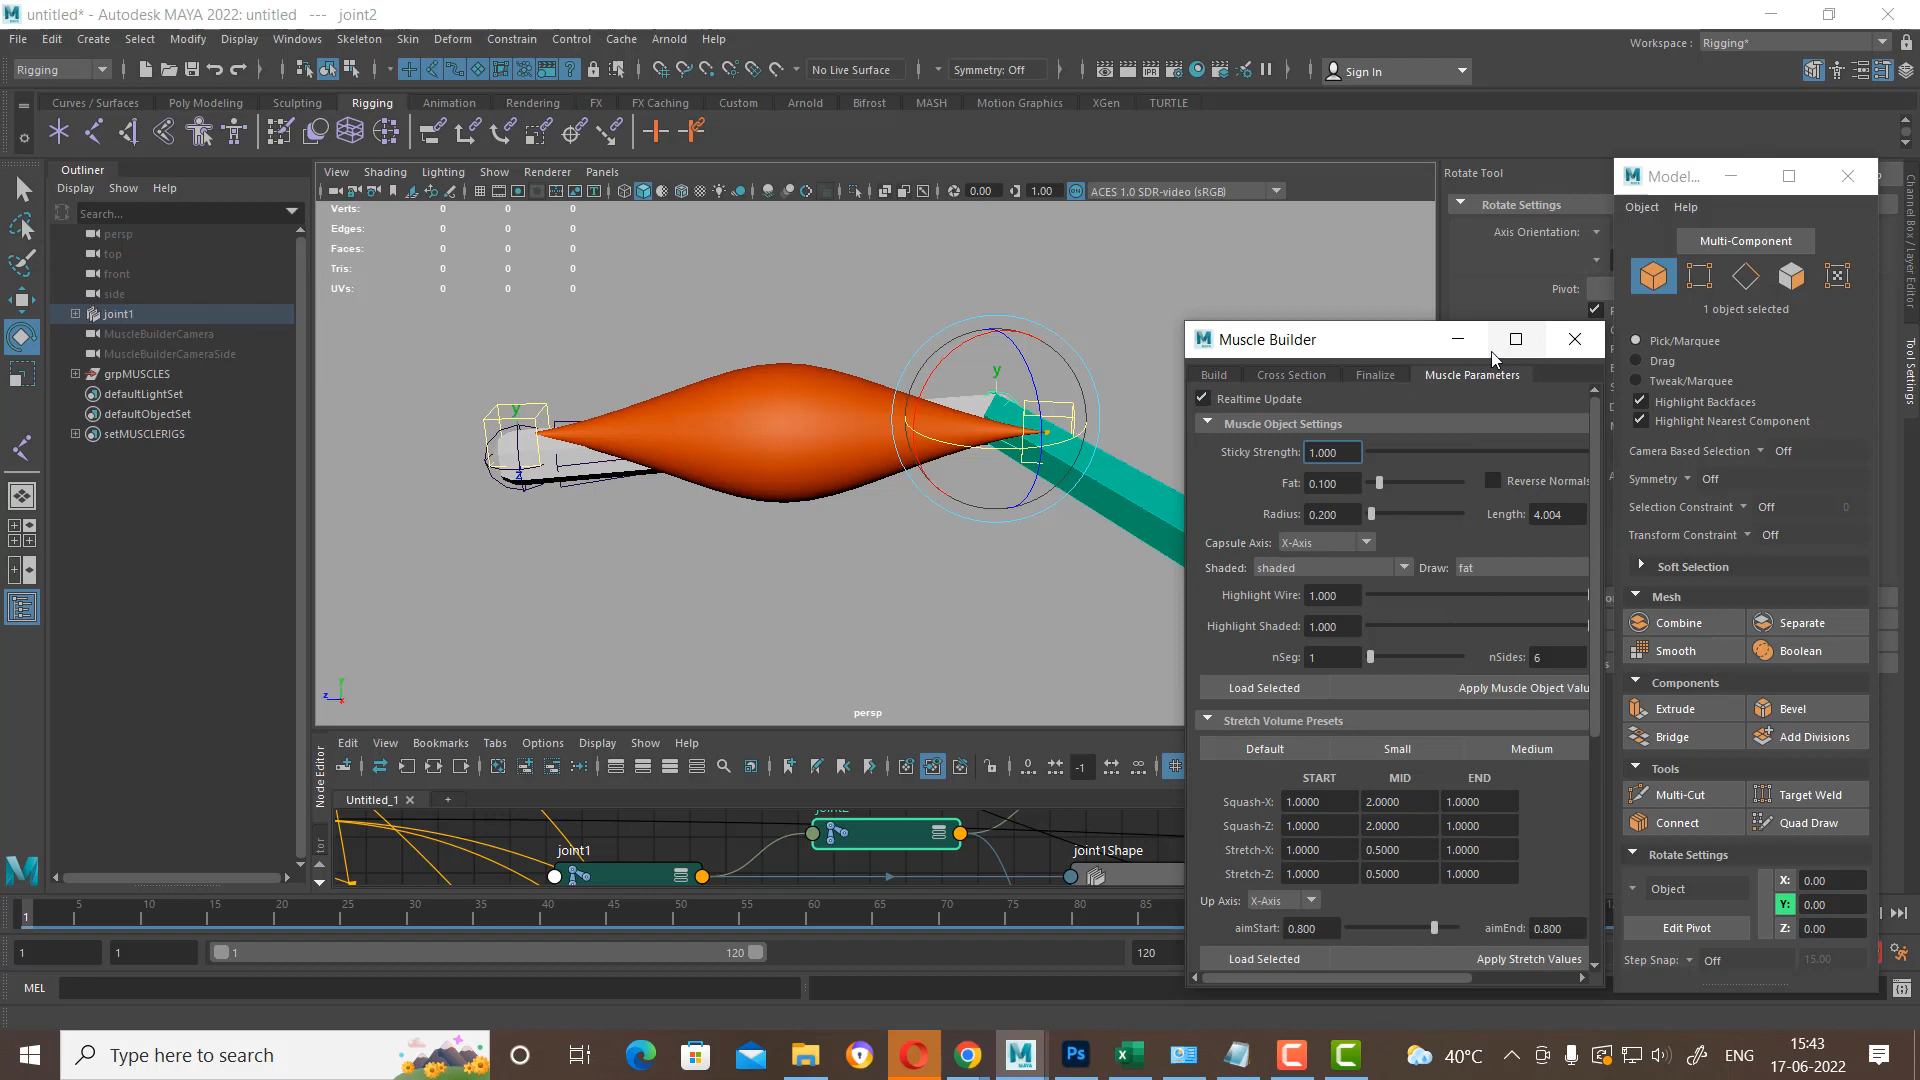 untitled* - Autodesk MAYA 2022: untitled --- joint2
File Edit Create Select Modify Display Windows Skeleton Skin Deform Constrain Control Cache Arnold Help
Workspace : Rigging*
Rigging No Live Surface Symmetry: Off Sign In
Curves / Surfaces Poly Modeling Sculpting Rigging Animation Rendering FX FX Caching Custom Arnold Bifrost MASH Motion Graphics XGen TURTLE
Outliner
Display Show Help
Search...
persp
top
front
side
joint1
MuscleBuilderCamera
MuscleBuilderCameraSide
grpMUSCLES
defaultLightSet
defaultObjectSet
setMUSCLERIGS
View Shading Lighting Show Renderer Panels
0.00 1.00 ACES 1.0 SDR-video (sRGB)
Verts: 0 0 0
Edges: 0 0 0
Faces: 0 0 0
Tris: 0 0 0
UVs: 0 0 0
y
y
z
y
z
x
persp
Rotate Tool
Rotate Settings
Axis Orientation:
Pivot:
Muscle Builder
Build Cross Section Finalize Muscle Parameters
Realtime Update
Muscle Object Settings
Sticky Strength: 1.000
Fat: 0.100 Reverse Normals
Radius: 0.200 Length: 4.004
Capsule Axis: X-Axis
Shaded: shaded Draw: fat
Highlight Wire: 1.000
Highlight Shaded: 1.000
nSeg: 1 nSides: 6
Load Selected Apply Muscle Object Valu
Stretch Volume Presets
Default Small Medium
START MID END
Squash-X: 1.0000 2.0000 1.0000
Squash-Z: 1.0000 2.0000 1.0000
Stretch-X: 1.0000 0.5000 1.0000
Stretch-Z: 1.0000 0.5000 1.0000
Up Axis: X-Axis
aimStart: 0.800 aimEnd: 0.800
Load Selected Apply Stretch Values
Model...
Object Help
Multi-Component
1 object selected
Pick/Marquee
Drag
Tweak/Marquee
Highlight Backfaces
Highlight Nearest Component
Camera Based Selection Off
Symmetry Off
Selection Constraint Off 0
Transform Constraint Off
Soft Selection
Mesh
Combine Separate
Smooth Boolean
Components
Extrude Bevel
Bridge Add Divisions
Tools
Multi-Cut Target Weld
Connect Quad Draw
Rotate Settings
Object X: 0.00
Y: 0.00
Edit Pivot Z: 0.00
Step Snap: Off 15.00
Channel Box / Layer Editor
Tool Settings
Node Editor
Edit View Bookmarks Tabs Options Display Show Help
-1
Untitled_1 +
joint2
joint1 joint1Shape
1 5 10 15 20 25 30 35 40 45 50 55 60 65 70 75 80 85
1 1 1 120 120
MEL
Type here to search
40°C ENG 15:43
17-06-2022